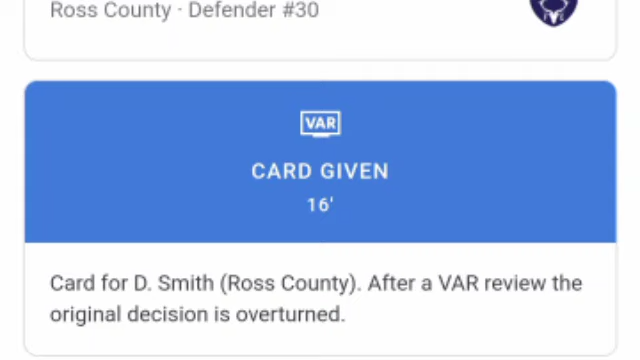 Ross County · Defender #30
VAR
CARD GIVEN
16'
Card for D. Smith (Ross County). After a VAR review the
original decision is overturned.